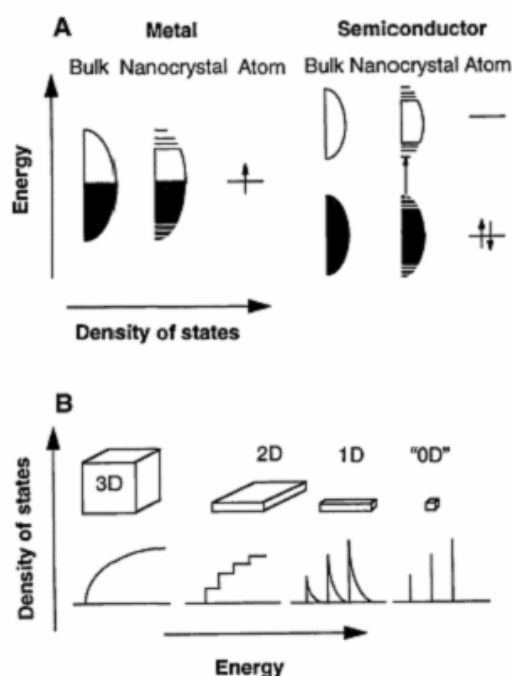 A
Metal
Semiconductor
Bulk Nanocrystal Atom
Bulk Nanocrystal Atom
Energy
Density of states
B
3D
2D
1D
"0D"
Density of states
Energy